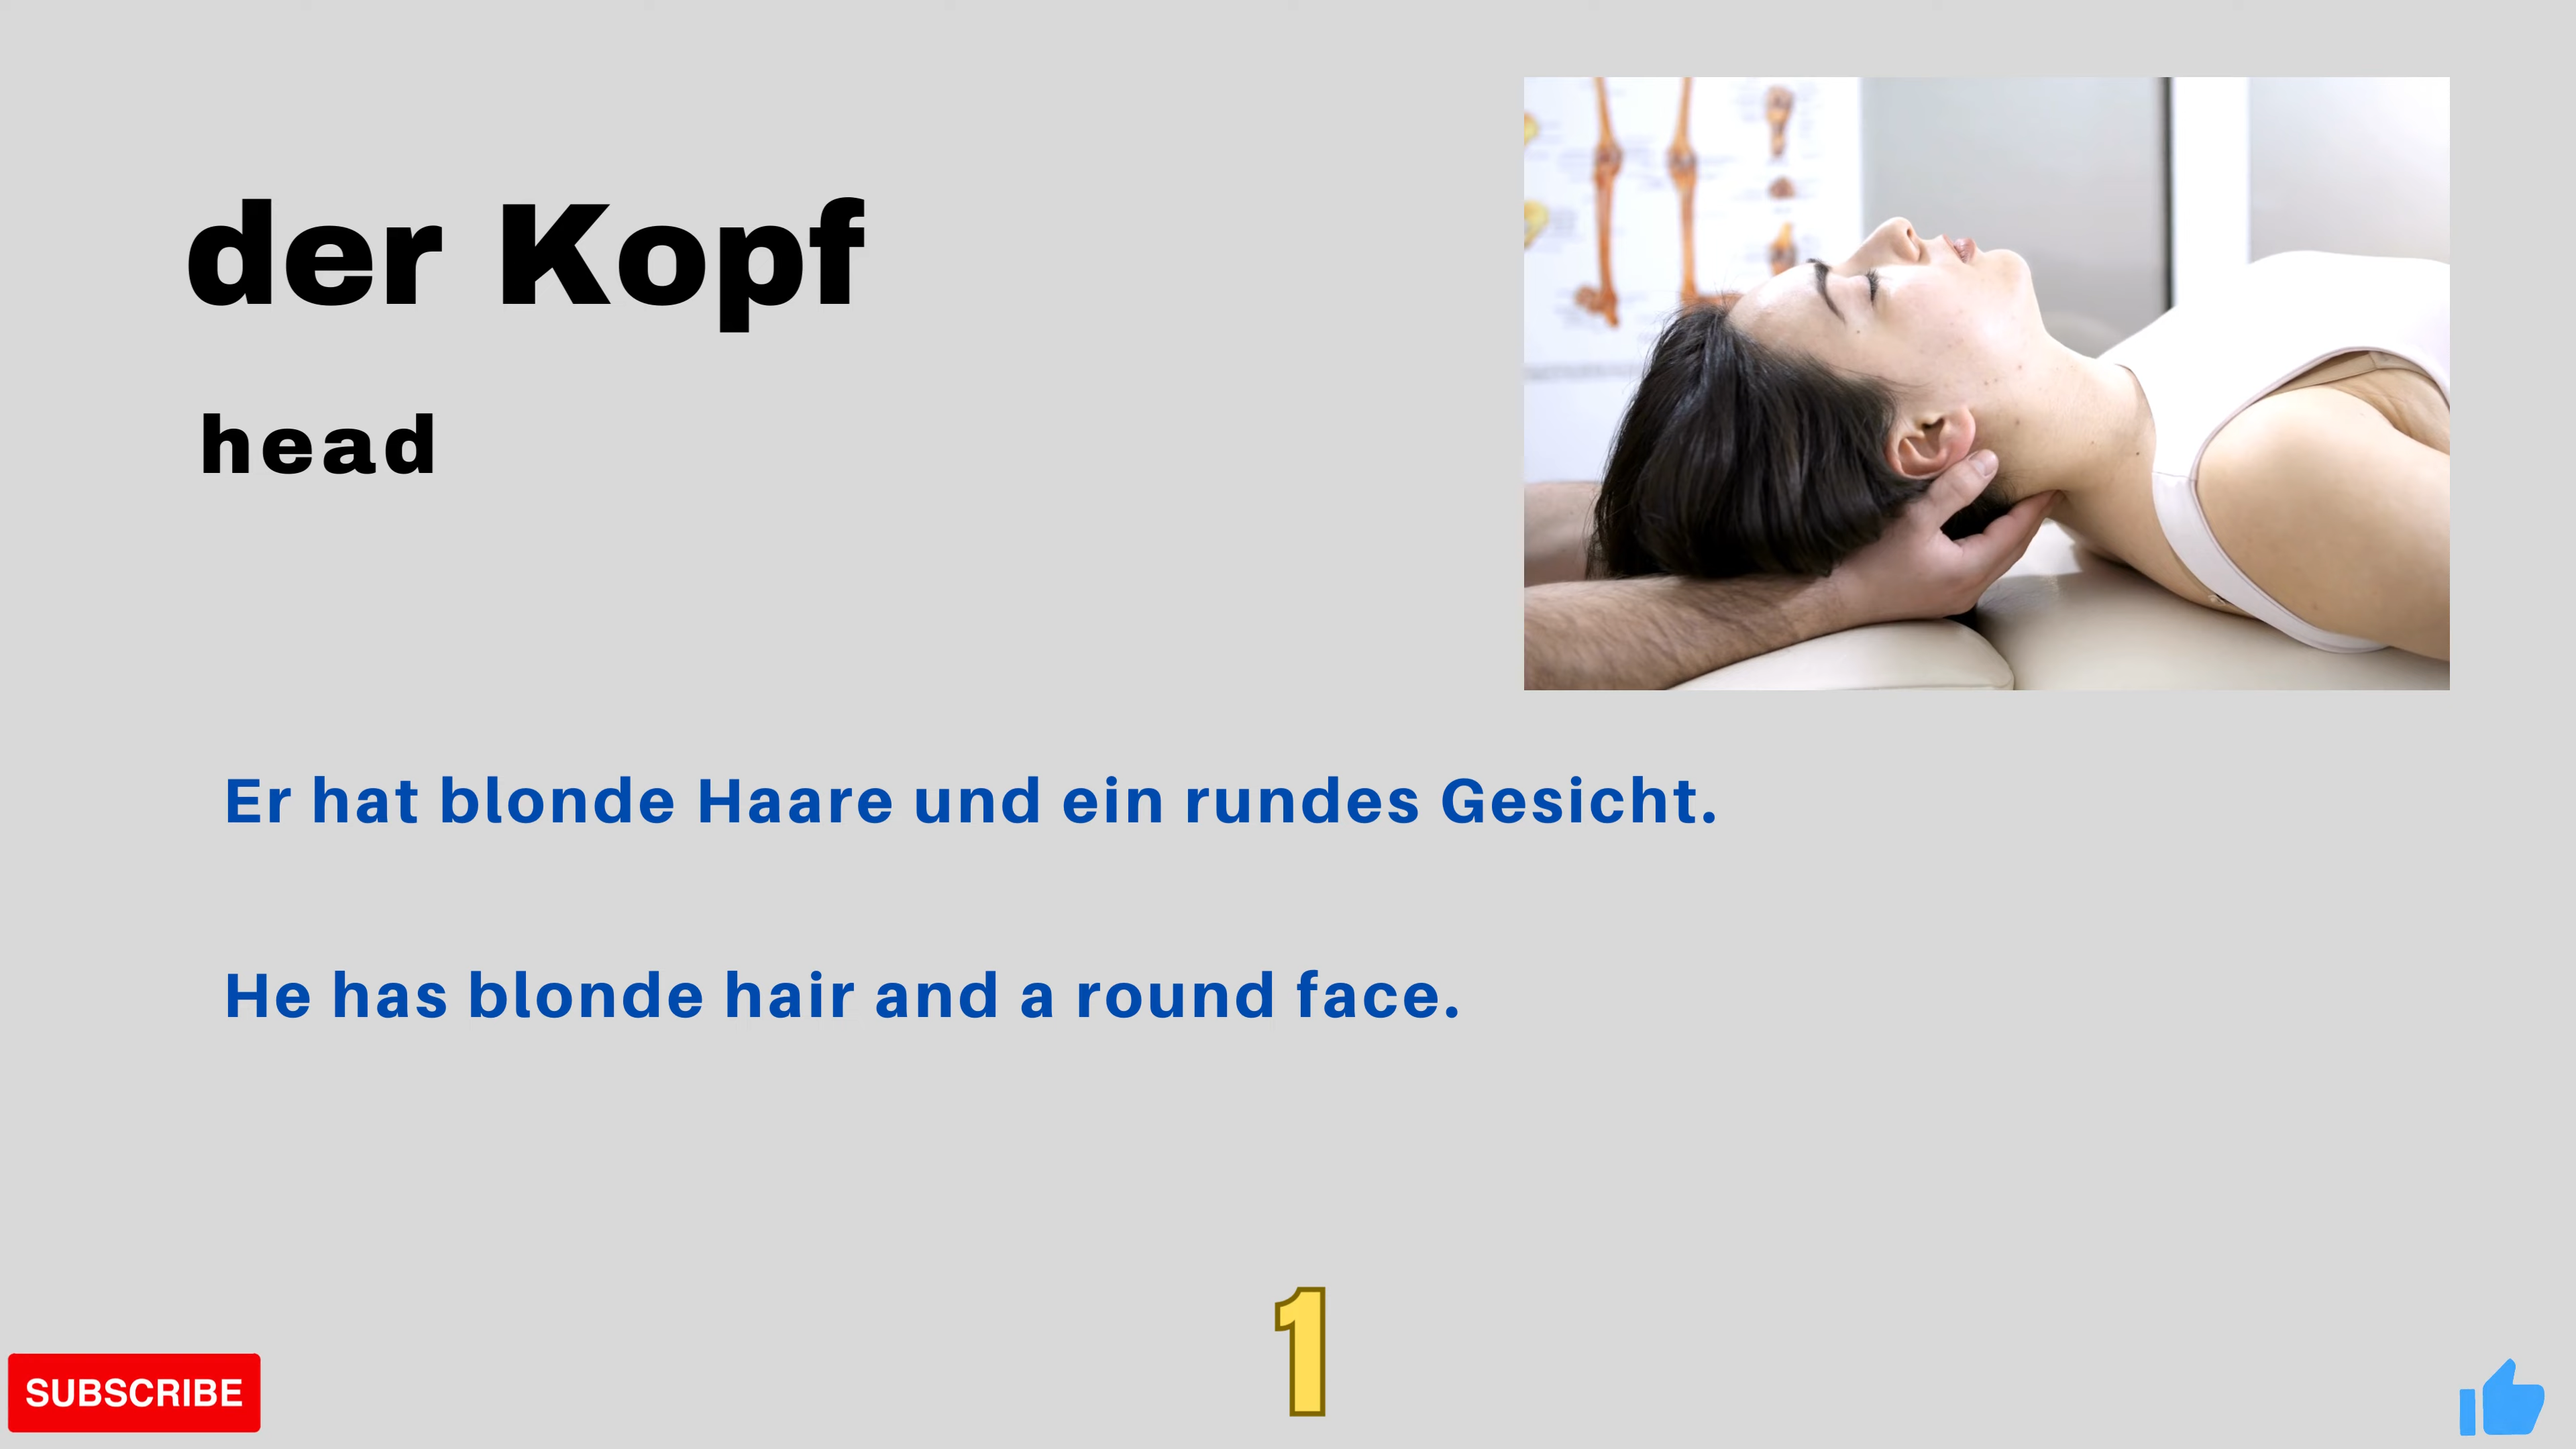 der Kopf
head
Er hat blonde Haare und ein rundes Gesicht.
He has blonde hair and a round face.
1
SUBSCRIBE